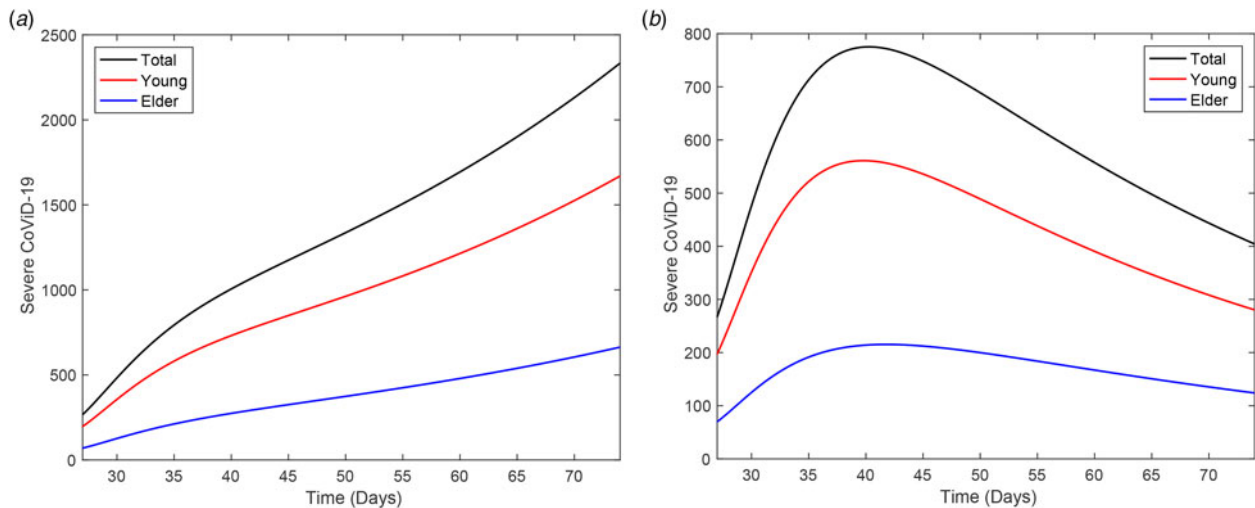 (a)
Severe CoViD-19
2500
2000
1500
1000
500
0
Total
Young
Elder
30 35 40 45 50 55 60 65 70
Time (Days)
(b)
Severe CoViD-19
800
700
600
500
400
300
200
100
0
Total
Young
Elder
30 35 40 45 50 55 60 65 70
Time (Days)